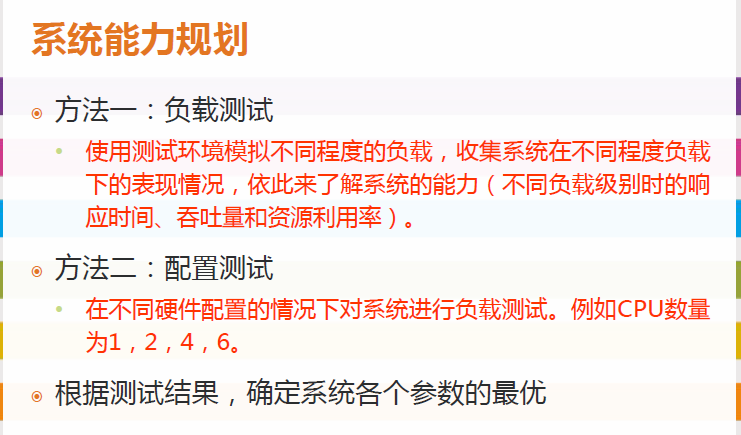 系统能力规划
方法一：负载测试
使用测试环境模拟不同程度的负载，收集系统在不同程度负载
下的表现情况，依此来了解系统的能力（不同负载级别时的响
应时间、吞吐量和资源利用率）。
方法二：配置测试
在不同硬件配置的情况下对系统进行负载测试。例如CPU数量
为1，2，4，6。
根据测试结果，确定系统各个参数的最优